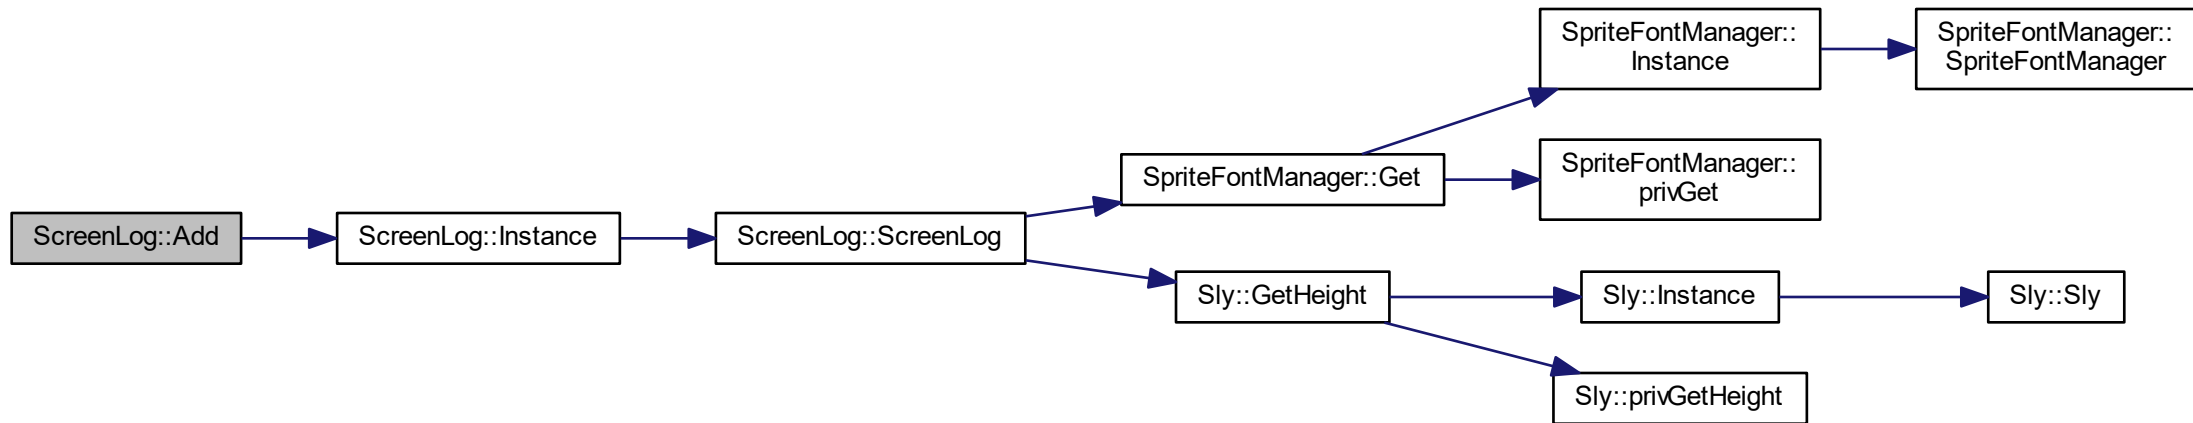 SpriteFontManager::
Instance
SpriteFontManager::
SpriteFontManager
SpriteFontManager::Get
SpriteFontManager::
privGet
ScreenLog::Add
ScreenLog::Instance
ScreenLog::ScreenLog
Sly::GetHeight
Sly::Instance
Sly::Sly
Sly::privGetHeight